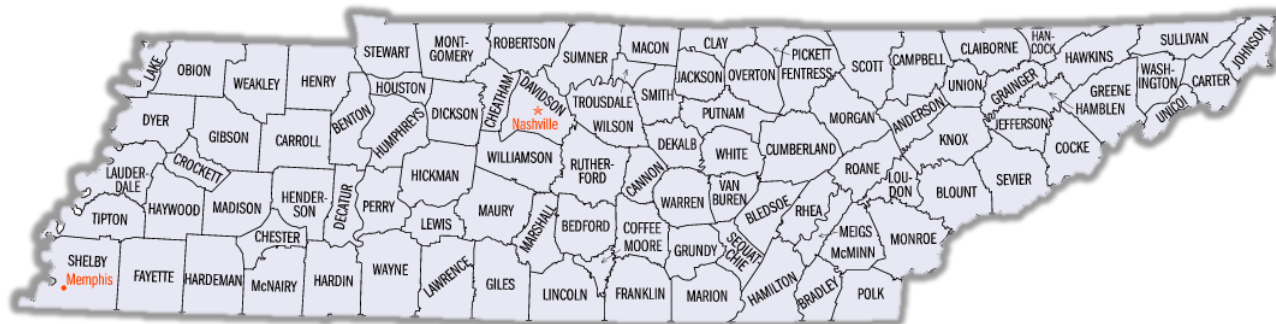 STEWART
MONT-
GOMERY
ROBERTSON
SUMNER
MACON
CLAY
PICKETT
FENTRESS
SCOTT
CAMPBELL
CLAIBORNE
HAN-
COCK
HAWKINS
SULLIVAN
JOHNSON
LAKE
OBION
WEAKLEY
HENRY
HOUSTON
CHEATHAM
DAVIDSON
Nashville
TROUSDALE
SMITH
JACKSON
OVERTON
UNION
GRAINGER
GREENE
HAMBLEN
WASH-
INGTON
CARTER
UNICOI
DYER
GIBSON
CARROLL
BENTON
HUMPHREYS
DICKSON
WILSON
PUTNAM
MORGAN
ANDERSON
KNOX
JEFFERSON
COCKE
LAUDER-
DALE
CROCKETT
WILLIAMSON
RUTHER-
FORD
CANNON
DEKALB
WHITE
CUMBERLAND
ROANE
LOU-
DON
BLOUNT
SEVIER
TIPTON
HAYWOOD
MADISON
HENDER-
SON
DECATUR
PERRY
HICKMAN
LEWIS
MAURY
MARSHALL
BEDFORD
COFFEE
MOORE
WARREN
VAN
BUREN
BLEDSOE
RHEA
MEIGS
McMINN
MONROE
SHELBY
Memphis
FAYETTE
HARDEMAN
CHESTER
McNAIRY
HARDIN
WAYNE
LAWRENCE
GILES
LINCOLN
FRANKLIN
GRUNDY
SEQUAT-
CHIE
MARION
HAMILTON
BRADLEY
POLK